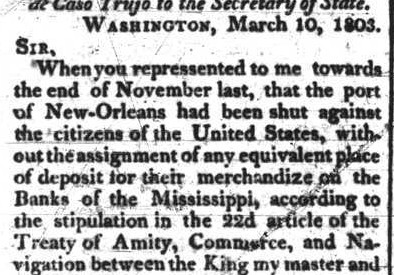 de Caso Trujo to the Secretary of State.
WASHINGTON, March 10, 1803.
SIR,
When you repressented to me towards
the end of November last, that the port
of New-Orleans had been shut against
the citizens of the United States, with-
out the assignment of any equivalent place
of deposit for their merchandize on the
Banks of the Mississippi, according to
the stipulation in the 22d article of the
Treaty of Amity, Commerce, and Na-
vigation between the King my master and